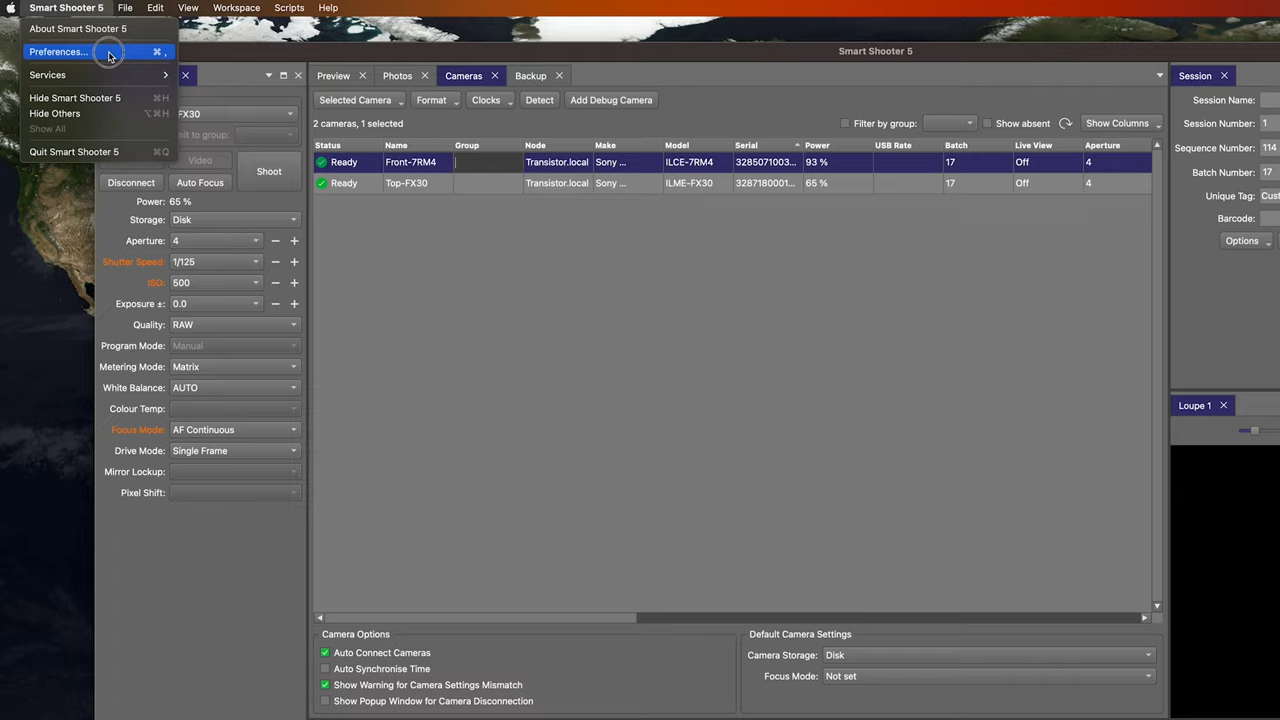 Smart Shooter 5 File Edit View Workspace Scripts Help
About Smart Shooter 5
Preferences... ⌘ ,
Services
Hide Smart Shooter 5 ⌘H
Hide Others ⌥⌘H
Show All
Quit Smart Shooter 5 ⌘Q
Smart Shooter 5
FX30
mit to group:
Video
Shoot
Disconnect Auto Focus
Power: 65 %
Storage: Disk
Aperture: 4
Shutter Speed: 1/125
ISO: 500
Exposure ±: 0.0
Quality: RAW
Program Mode: Manual
Metering Mode: Matrix
White Balance: AUTO
Colour Temp:
Focus Mode: AF Continuous
Drive Mode: Single Frame
Mirror Lockup:
Pixel Shift:
Preview Photos Cameras Backup
Selected Camera Format Clocks Detect Add Debug Camera
2 cameras, 1 selected Filter by group: Show absent Show Columns
Status Name Group Node Make Model Serial Power USB Rate Batch Live View Aperture
Ready Front-7RM4 Transistor.local Sony ... ILCE-7RM4 3285071003... 93 % 17 Off 4
Ready Top-FX30 Transistor.local Sony ... ILME-FX30 3287180001... 65 % 17 Off 4
Camera Options
Auto Connect Cameras
Auto Synchronise Time
Show Warning for Camera Settings Mismatch
Show Popup Window for Camera Disconnection
Default Camera Settings
Camera Storage: Disk
Focus Mode: Not set
Session
Session Name:
Session Number: 1
Sequence Number: 114
Batch Number: 17
Unique Tag: Cust
Barcode:
Options
Loupe 1